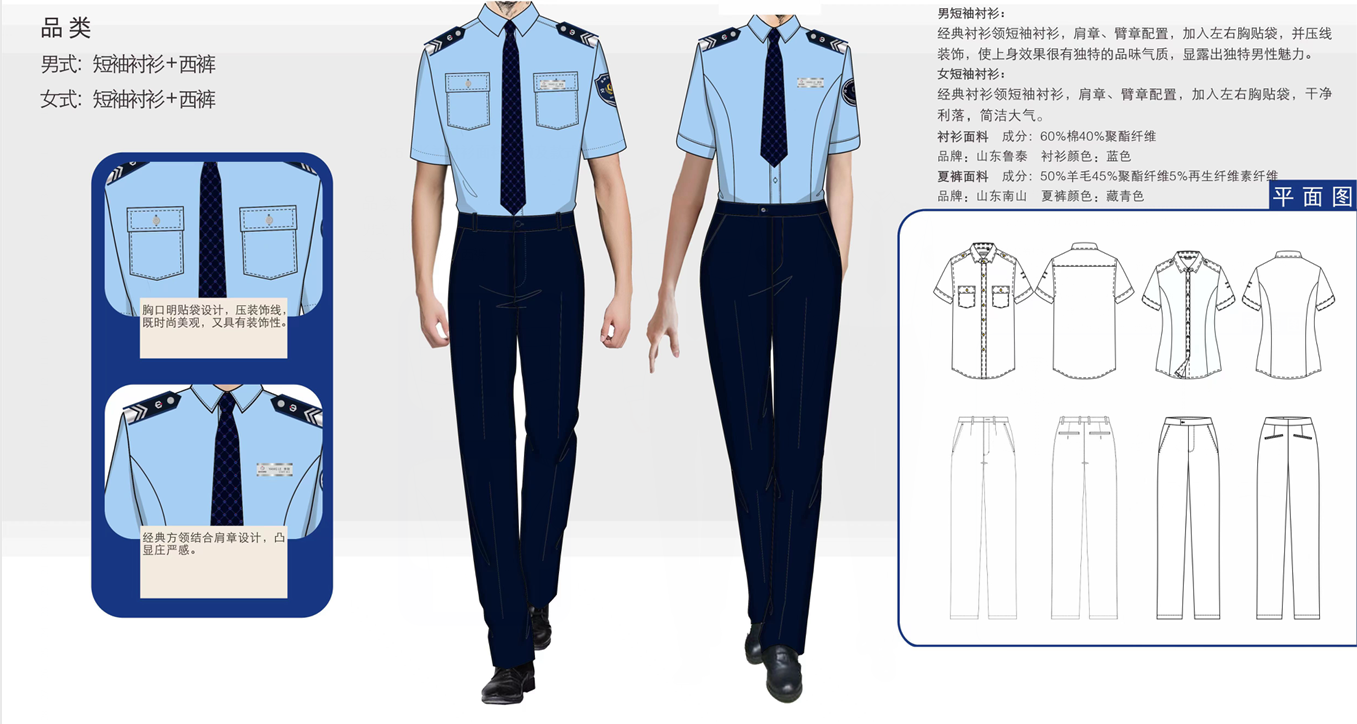 品类
男式：短袖衬衫+西裤
女式：短袖衬衫+西裤
胸口明贴袋设计，压装饰线，
既时尚美观，又具有装饰性。
经典方领结合肩章设计，凸
显庄严感。
男短袖衬衫：
经典衬衫领短袖衬衫，肩章、臂章配置，加入左右胸贴袋，并压线
装饰，使上身效果很有独特的品味气质，显露出独特男性魅力。
女短袖衬衫：
经典衬衫领短袖衬衫，肩章、臂章配置，加入左右胸贴袋，干净
利落，简洁大气。
衬衫面料 成分：60%棉40%聚酯纤维
品牌：山东鲁泰 衬衫颜色：蓝色
夏裤面料 成分：50%羊毛45%聚酯纤维5%再生纤维素纤维
品牌：山东南山 夏裤颜色：藏青色
平面图